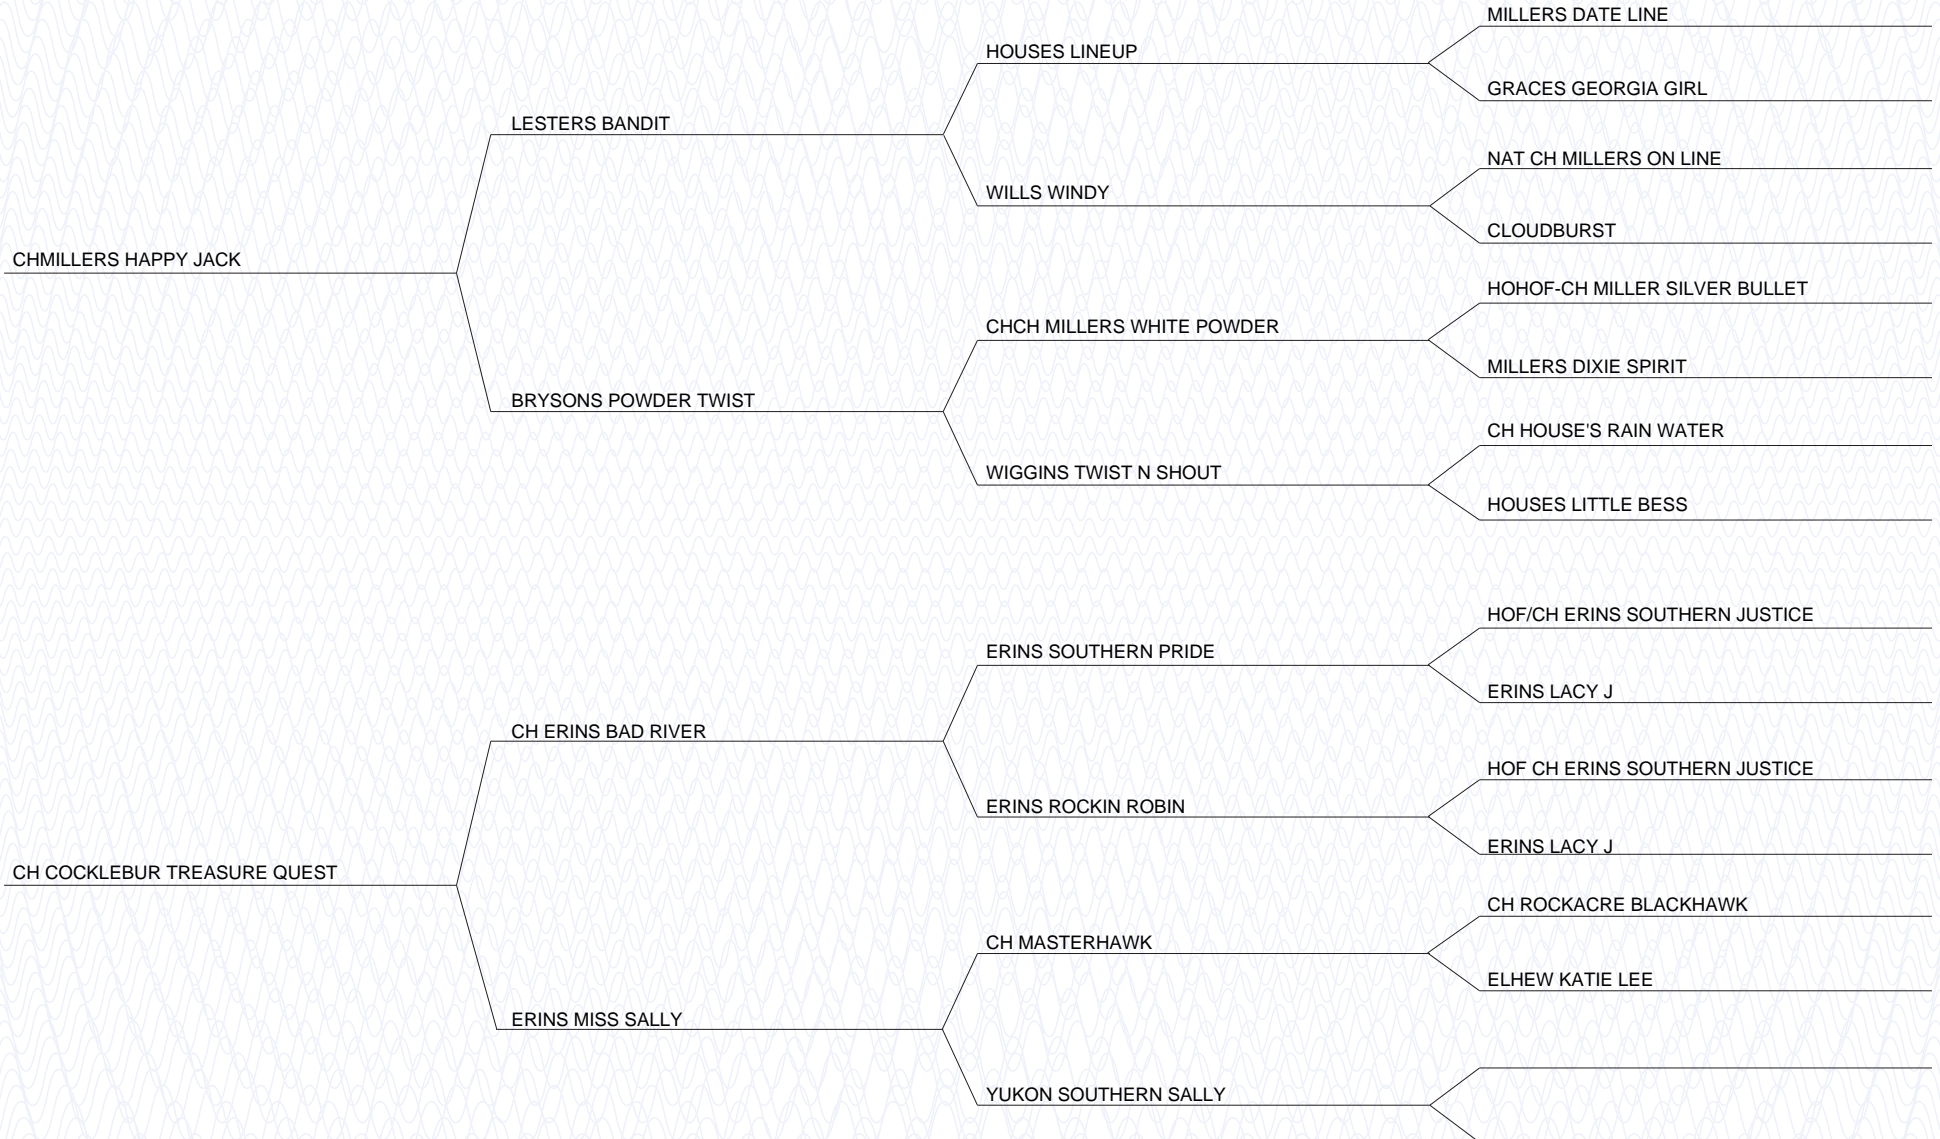 MILLERS DATE LINE
HOUSES LINEUP
GRACES GEORGIA GIRL
LESTERS BANDIT
NAT CH MILLERS ON LINE
WILLS WINDY
CLOUDBURST
CHMILLERS HAPPY JACK
HOHOF-CH MILLER SILVER BULLET
CHCH MILLERS WHITE POWDER
MILLERS DIXIE SPIRIT
BRYSONS POWDER TWIST
CH HOUSE'S RAIN WATER
WIGGINS TWIST N SHOUT
HOUSES LITTLE BESS
HOF/CH ERINS SOUTHERN JUSTICE
ERINS SOUTHERN PRIDE
ERINS LACY J
CH ERINS BAD RIVER
HOF CH ERINS SOUTHERN JUSTICE
ERINS ROCKIN ROBIN
ERINS LACY J
CH COCKLEBUR TREASURE QUEST
CH ROCKACRE BLACKHAWK
CH MASTERHAWK
ELHEW KATIE LEE
ERINS MISS SALLY
YUKON SOUTHERN SALLY